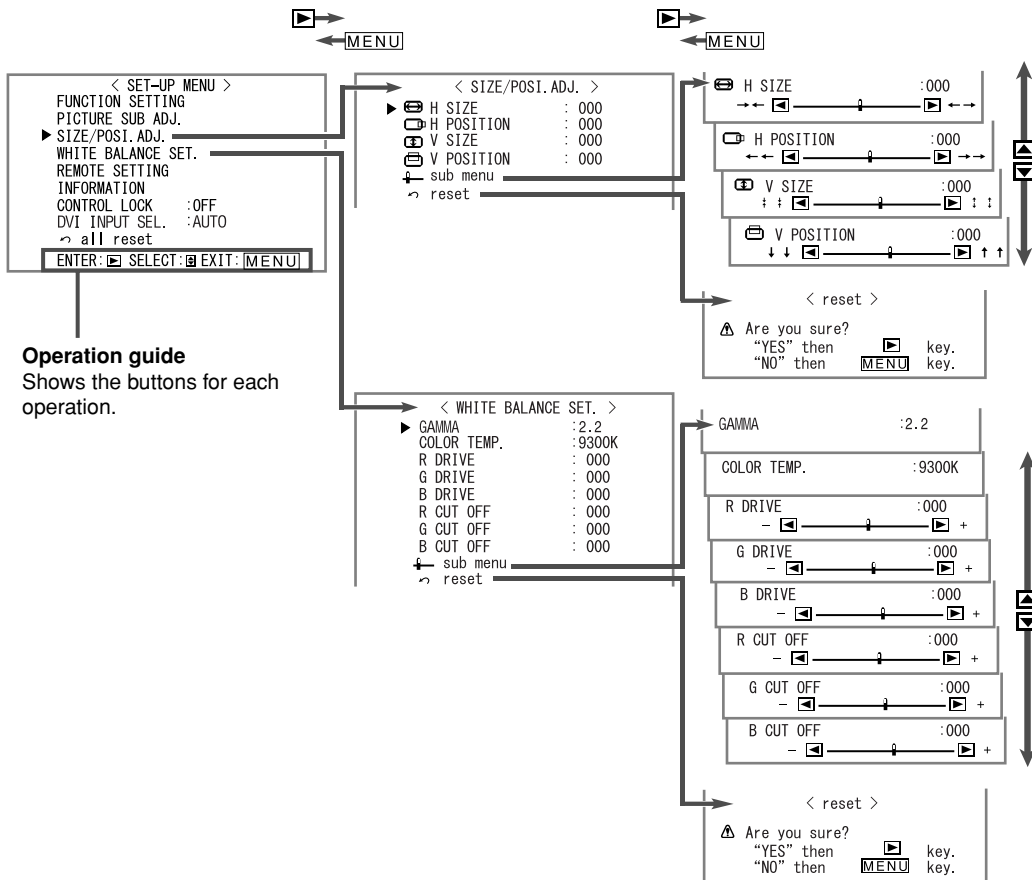 MENU
MENU
< SET-UP MENU >
FUNCTION SETTING
PICTURE SUB ADJ.
SIZE/POSI.ADJ.
WHITE BALANCE SET.
REMOTE SETTING
INFORMATION
CONTROL LOCK :OFF
DVI INPUT SEL. :AUTO
all reset
ENTER: SELECT: EXIT: MENU
Operation guide
Shows the buttons for each
operation.
< SIZE/POSI.ADJ. >
H SIZE : 000
H POSITION : 000
V SIZE : 000
V POSITION : 000
sub menu
reset
H SIZE :000
H POSITION :000
V SIZE :000
V POSITION :000
< reset >
Are you sure?
“YES” then key.
“NO” then MENU key.
< WHITE BALANCE SET. >
GAMMA :2.2
COLOR TEMP. :9300K
R DRIVE : 000
G DRIVE : 000
B DRIVE : 000
R CUT OFF : 000
G CUT OFF : 000
B CUT OFF : 000
sub menu
reset
GAMMA :2.2
COLOR TEMP. :9300K
R DRIVE :000
– +
G DRIVE :000
– +
B DRIVE :000
– +
R CUT OFF :000
– +
G CUT OFF :000
– +
B CUT OFF :000
– +
< reset >
Are you sure?
“YES” then key.
“NO” then MENU key.